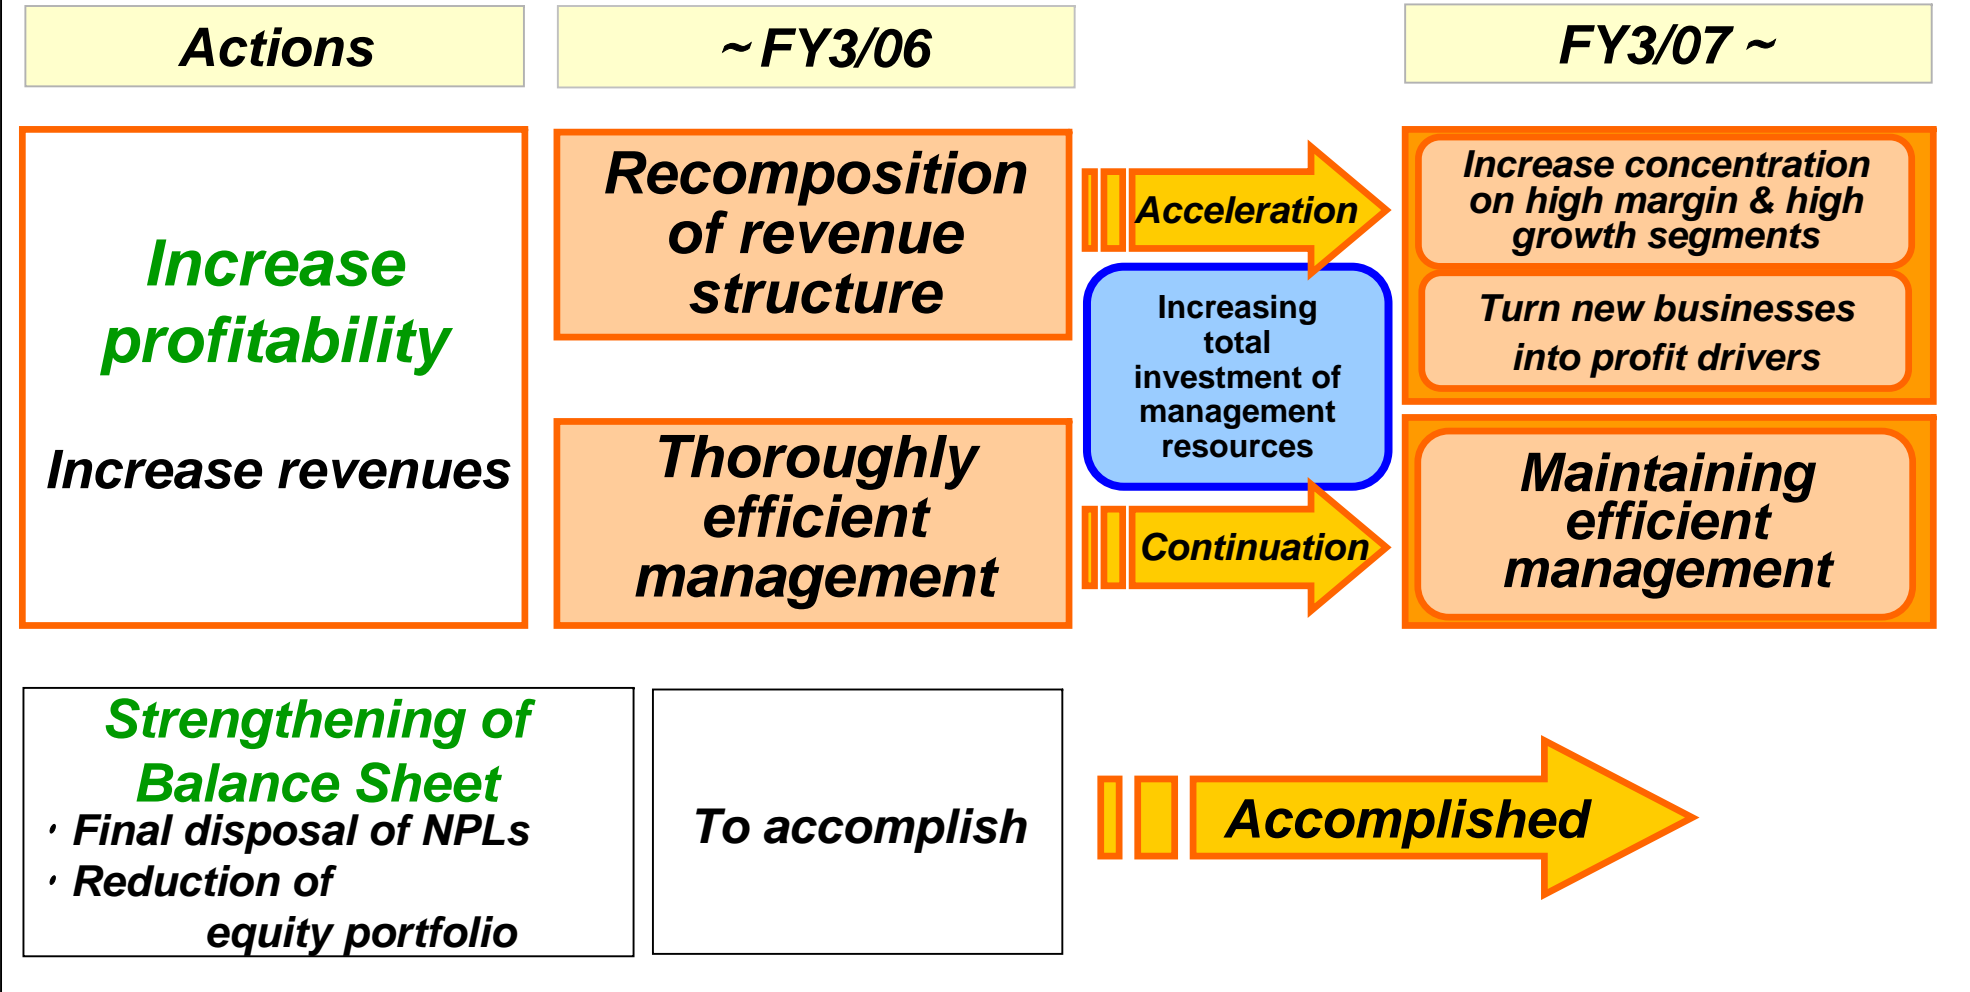 Actions
~ FY3/06
FY3/07 ~
Increase
profitability
Increase revenues
Recomposition
of revenue
structure
Thoroughly
efficient
management
Acceleration
Increasing
total
investment of
management
resources
Continuation
Increase concentration
on high margin & high
growth segments
Turn new businesses
into profit drivers
Maintaining
efficient
management
Strengthening of
Balance Sheet
・Final disposal of NPLs
・Reduction of
equity portfolio
To accomplish
Accomplished